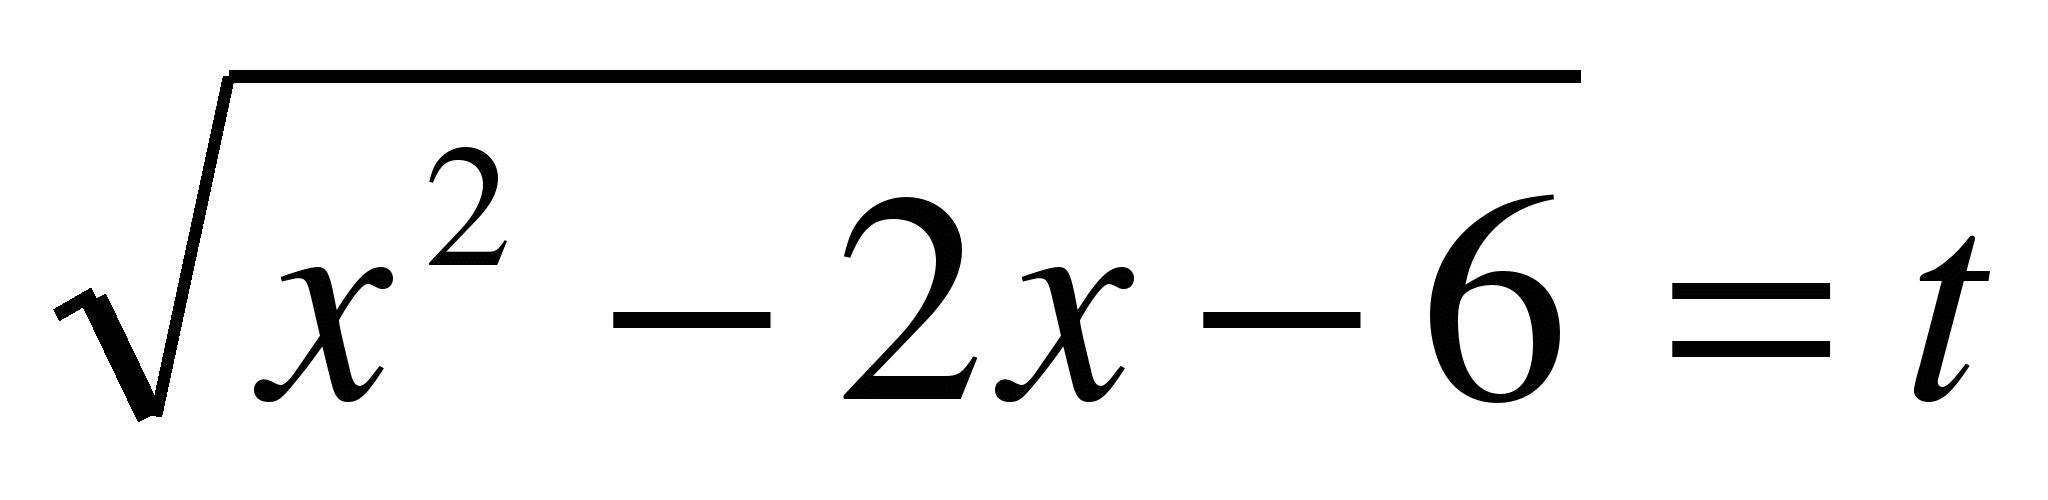 √(x² − 2x − 6) = t